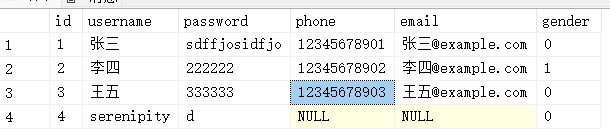 id username password phone email gender
1 1 张三 sdffjosidfjo 12345678901 张三@example.com 0
2 2 李四 222222 12345678902 李四@example.com 1
3 3 王五 333333 12345678903 王五@example.com 0
4 4 serenipity d NULL NULL 0